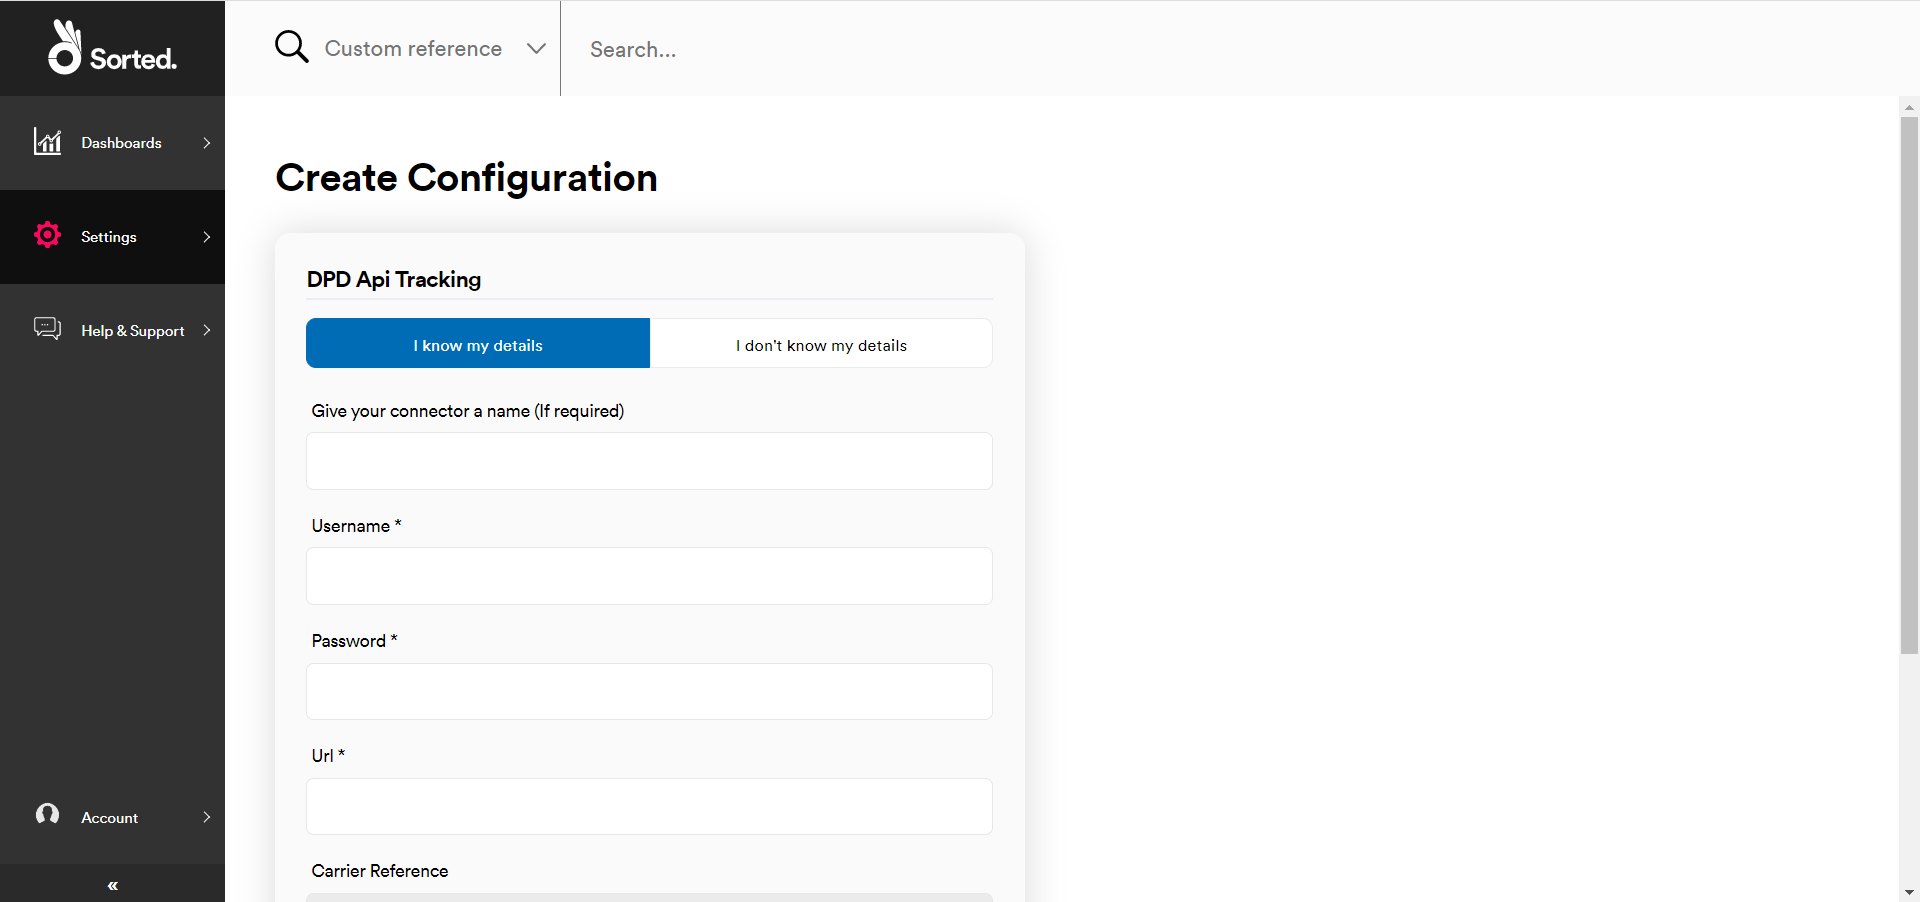 Sorted.
Custom reference
Search...
Dashboards
Settings
Help & Support
Account
«
Create Configuration
DPD Api Tracking
I know my details
I don't know my details
Give your connector a name (If required)
Username *
Password *
Url *
Carrier Reference